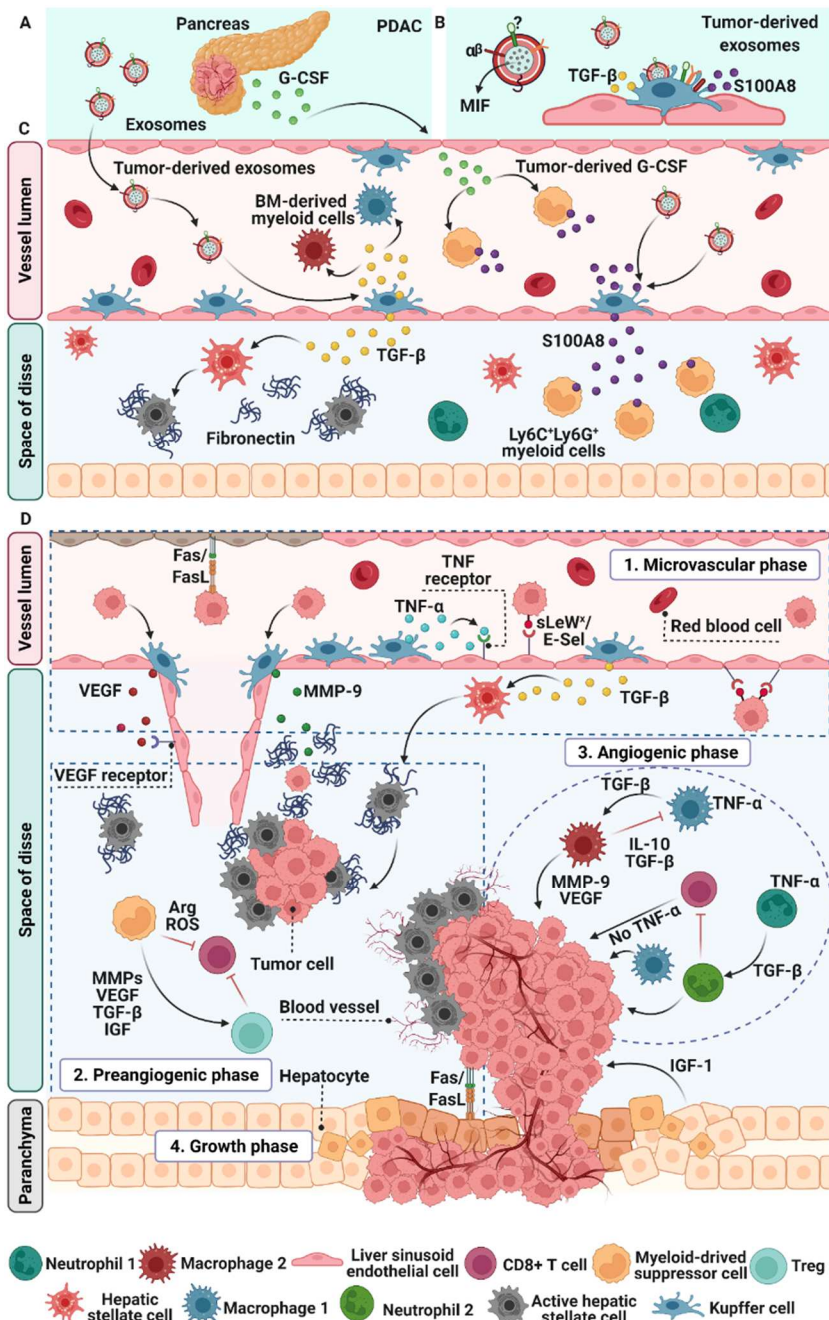 A
Pancreas
PDAC
G-CSF
Exosomes
B
?
αβ
MIF
TGF-β
Tumor-derived
exosomes
S100A8
C
Vessel lumen
Tumor-derived exosomes
BM-derived
myeloid cells
Tumor-derived G-CSF
Space of disse
TGF-β
Fibronectin
S100A8
Ly6C⁺Ly6G⁺
myeloid cells
D
Vessel lumen
Fas/
FasL
TNF
receptor
TNF-α
sLeWˣ/
E-Sel
1. Microvascular phase
Red blood cell
Space of disse
VEGF
MMP-9
TGF-β
VEGF receptor
3. Angiogenic phase
TGF-β
TNF-α
IL-10
TGF-β
MMP-9
VEGF
TNF-α
No TNF-α
TGF-β
Arg
ROS
Tumor cell
MMPs
VEGF
TGF-β
IGF
Blood vessel
2. Preangiogenic phase
Hepatocyte
Fas/
FasL
IGF-1
Paranchyma
4. Growth phase
Neutrophil 1
Macrophage 2
Liver sinusoid
endothelial cell
CD8+ T cell
Myeloid-drived
suppressor cell
Treg
Hepatic
stellate cell
Macrophage 1
Neutrophil 2
Active hepatic
stellate cell
Kupffer cell